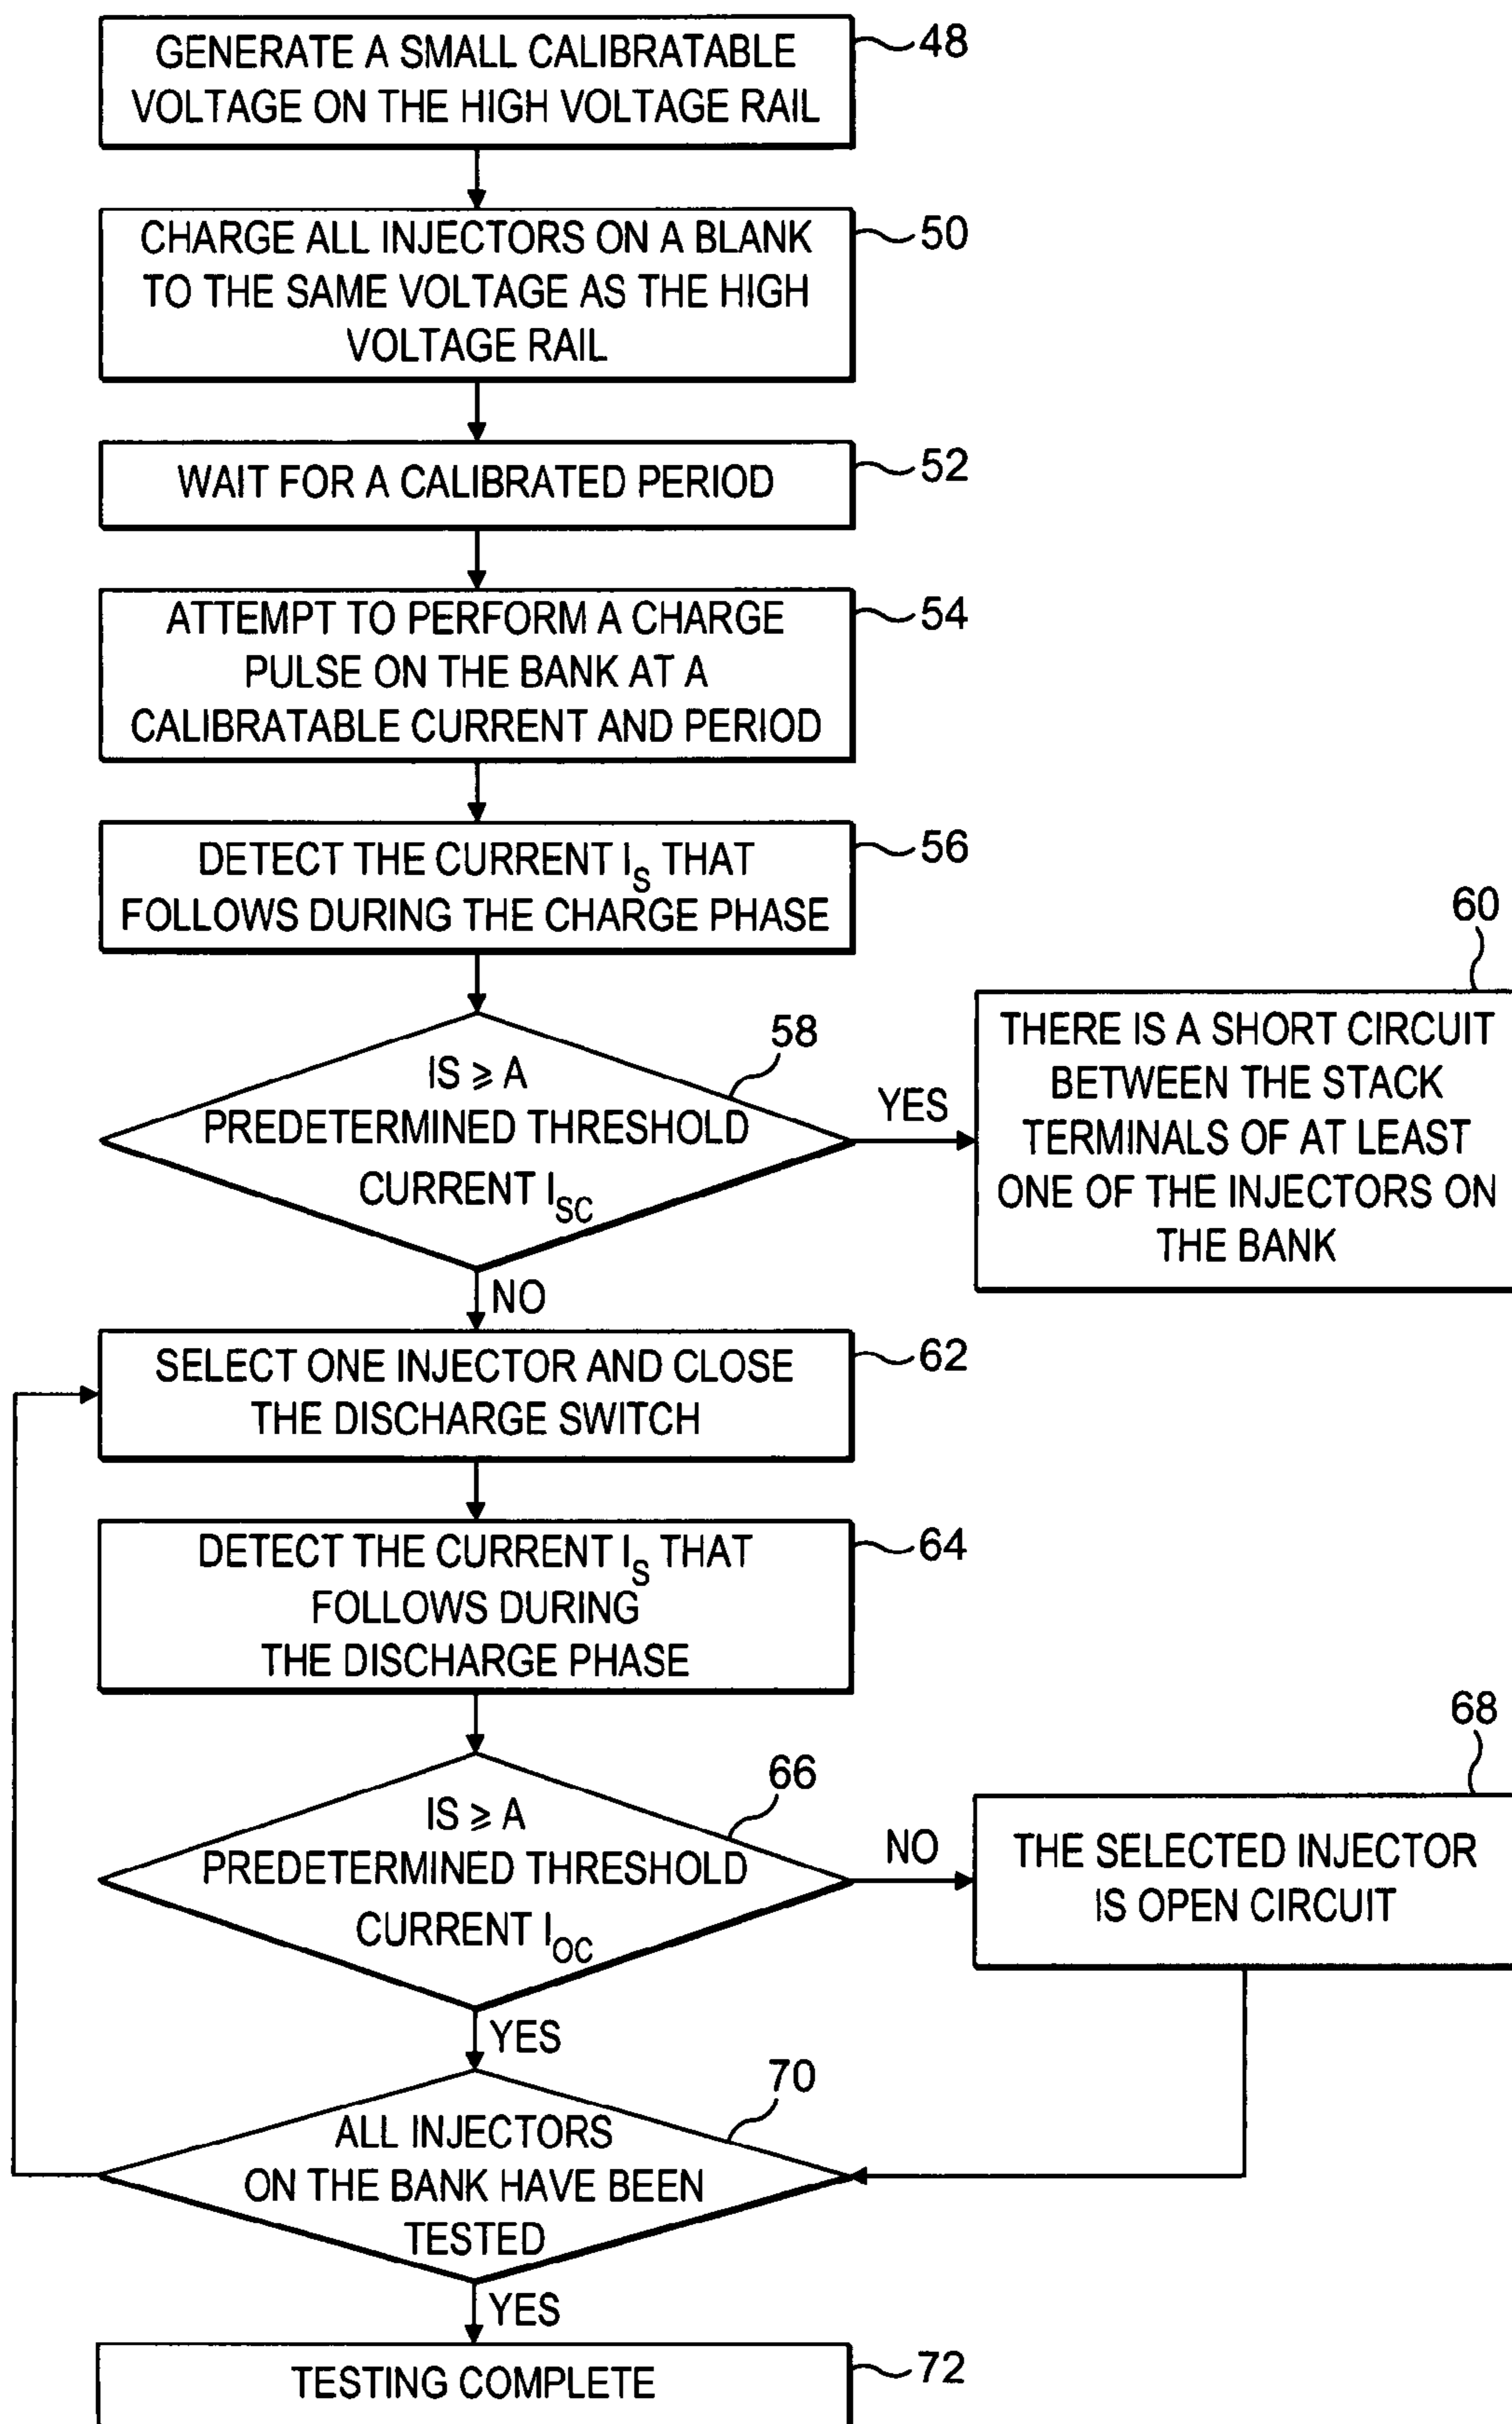 GENERATE A SMALL CALIBRATABLE
VOLTAGE ON THE HIGH VOLTAGE RAIL
48
CHARGE ALL INJECTORS ON A BLANK
TO THE SAME VOLTAGE AS THE HIGH
VOLTAGE RAIL
50
WAIT FOR A CALIBRATED PERIOD
52
ATTEMPT TO PERFORM A CHARGE
PULSE ON THE BANK AT A
CALIBRATABLE CURRENT AND PERIOD
54
DETECT THE CURRENT IS THAT
FOLLOWS DURING THE CHARGE PHASE
56
IS ⩾ A
PREDETERMINED THRESHOLD
CURRENT ISC
58
YES
60
THERE IS A SHORT CIRCUIT
BETWEEN THE STACK
TERMINALS OF AT LEAST
ONE OF THE INJECTORS ON
THE BANK
NO
SELECT ONE INJECTOR AND CLOSE
THE DISCHARGE SWITCH
62
DETECT THE CURRENT IS THAT
FOLLOWS DURING
THE DISCHARGE PHASE
64
IS ⩾ A
PREDETERMINED THRESHOLD
CURRENT IOC
66
NO
68
THE SELECTED INJECTOR
IS OPEN CIRCUIT
YES
ALL INJECTORS
ON THE BANK HAVE BEEN
TESTED
70
YES
TESTING COMPLETE
72